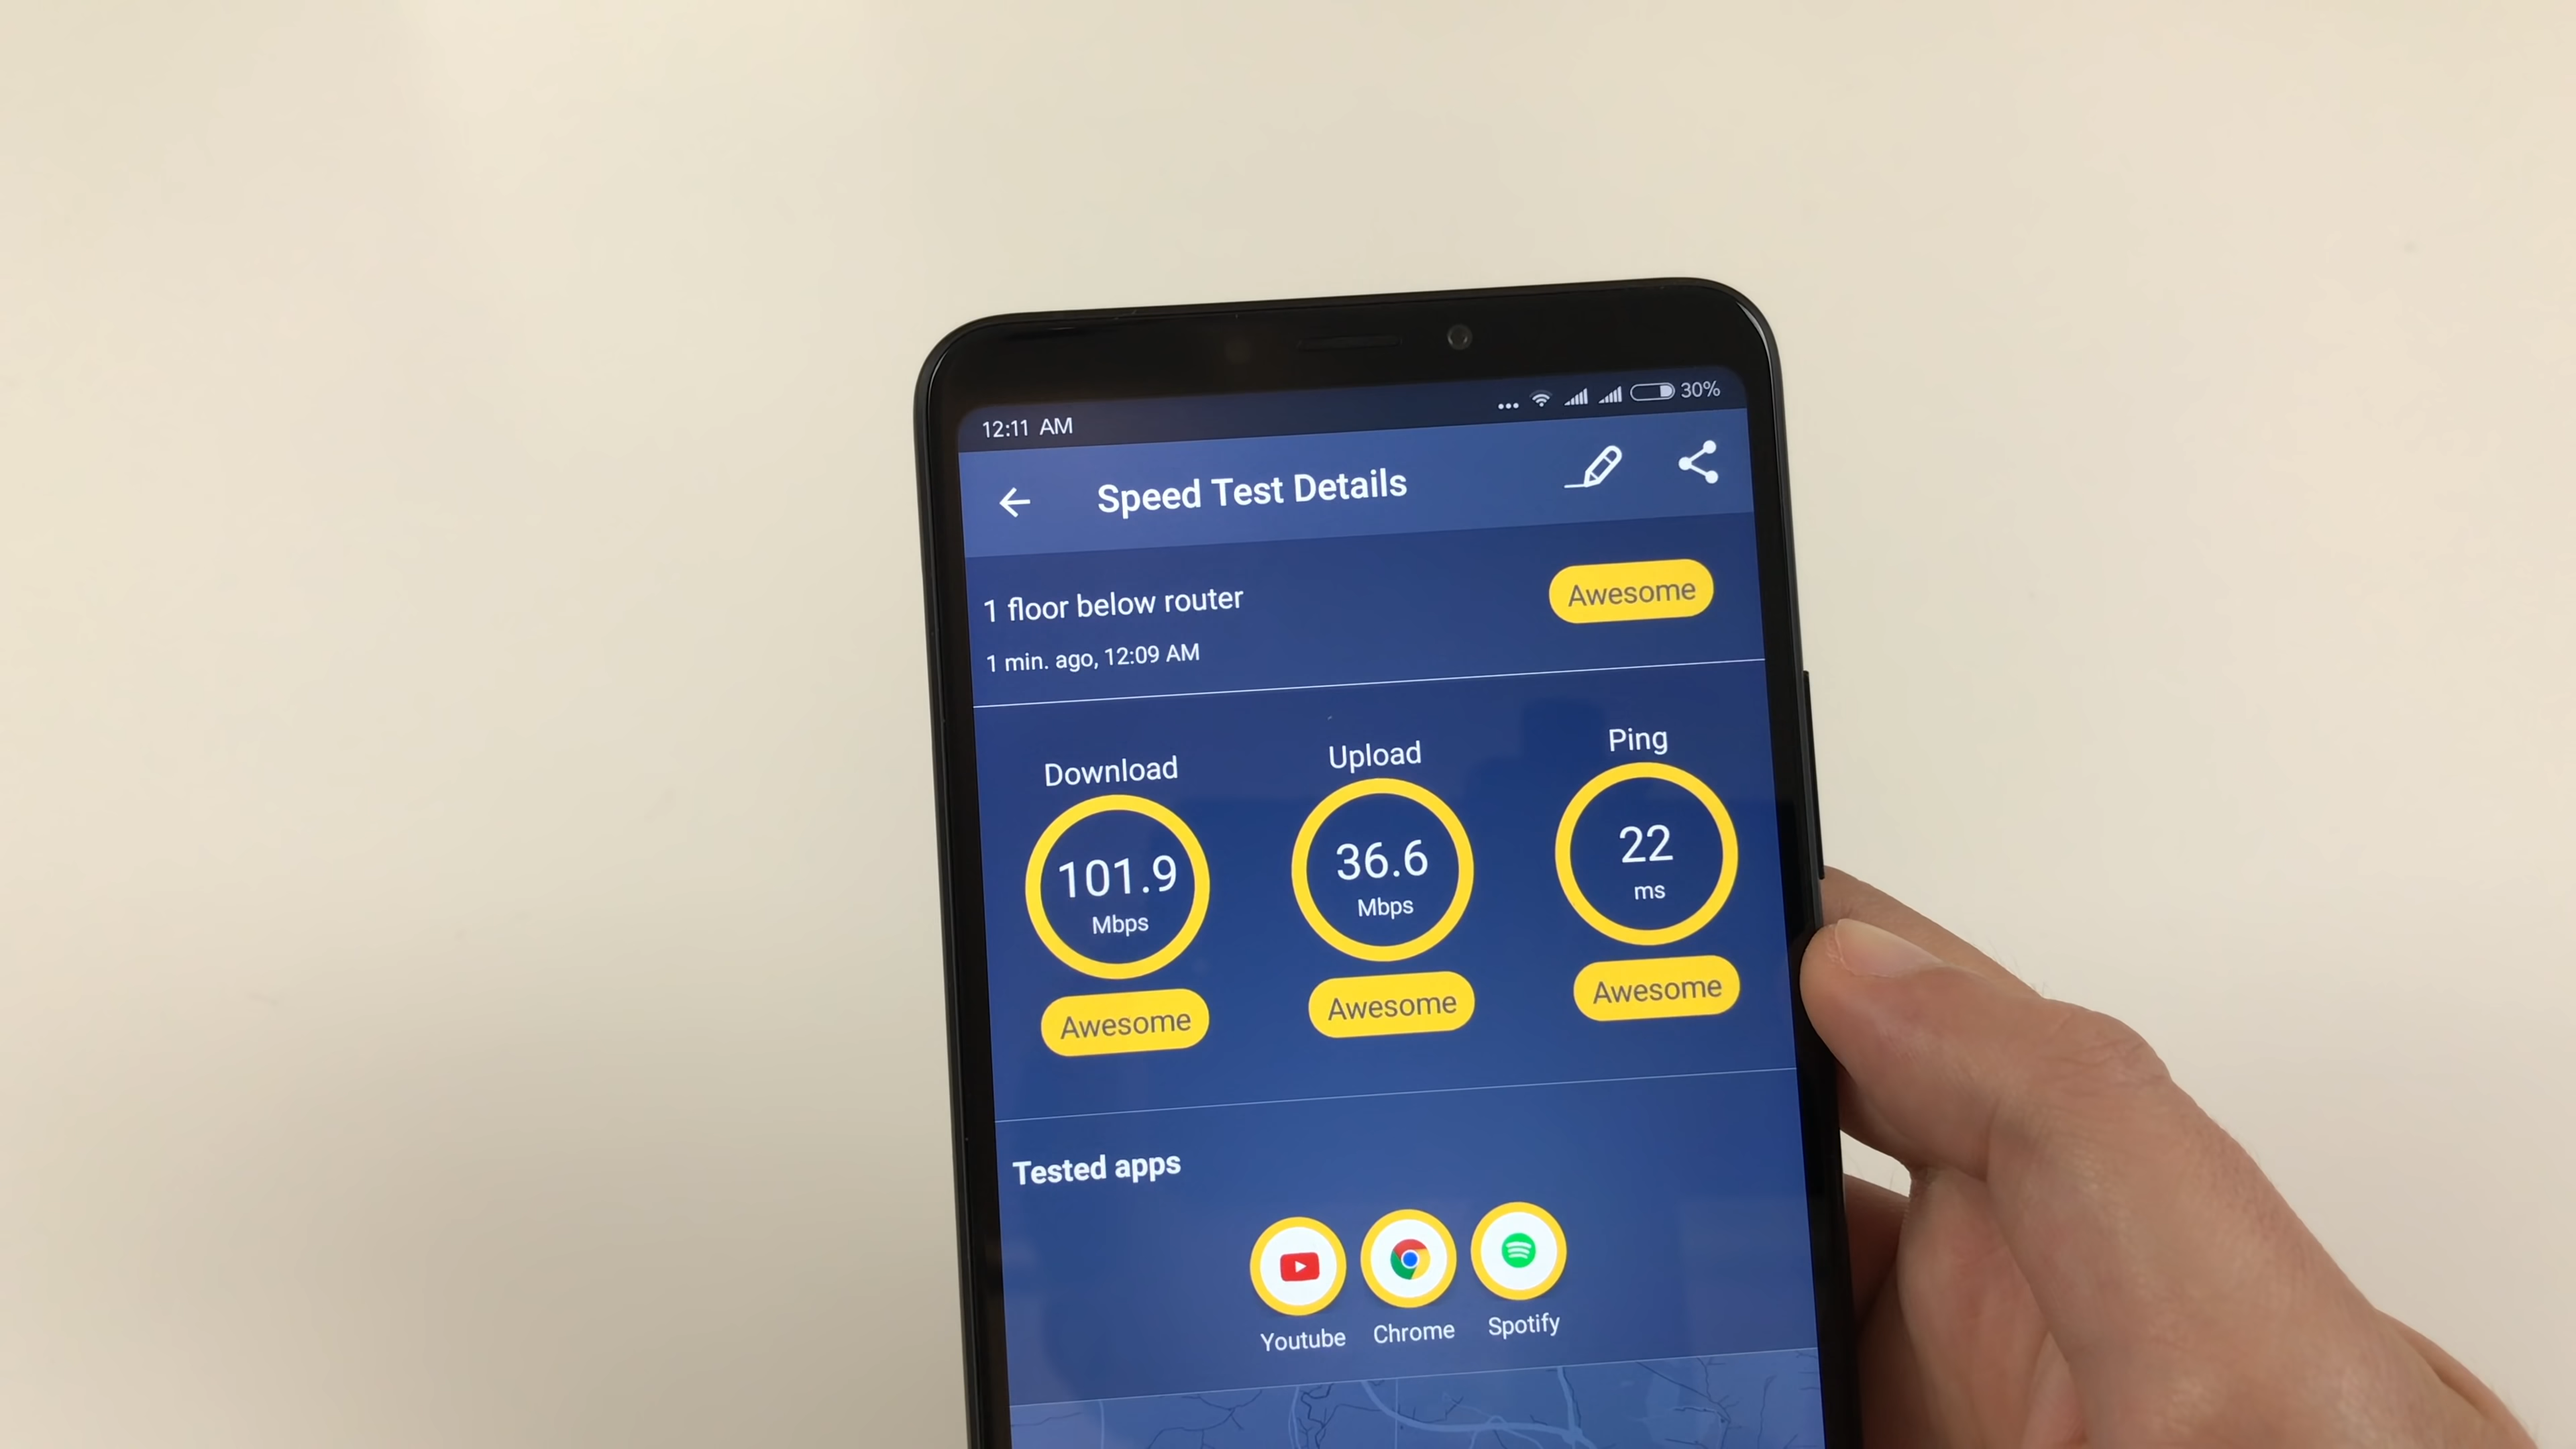 12:11 AM 30%
Speed Test Details
1 floor below router
Awesome
1 min. ago, 12:09 AM
Download Upload Ping
101.9 36.6 22
Mbps Mbps ms
Awesome Awesome Awesome
Tested apps
Youtube Chrome Spotify